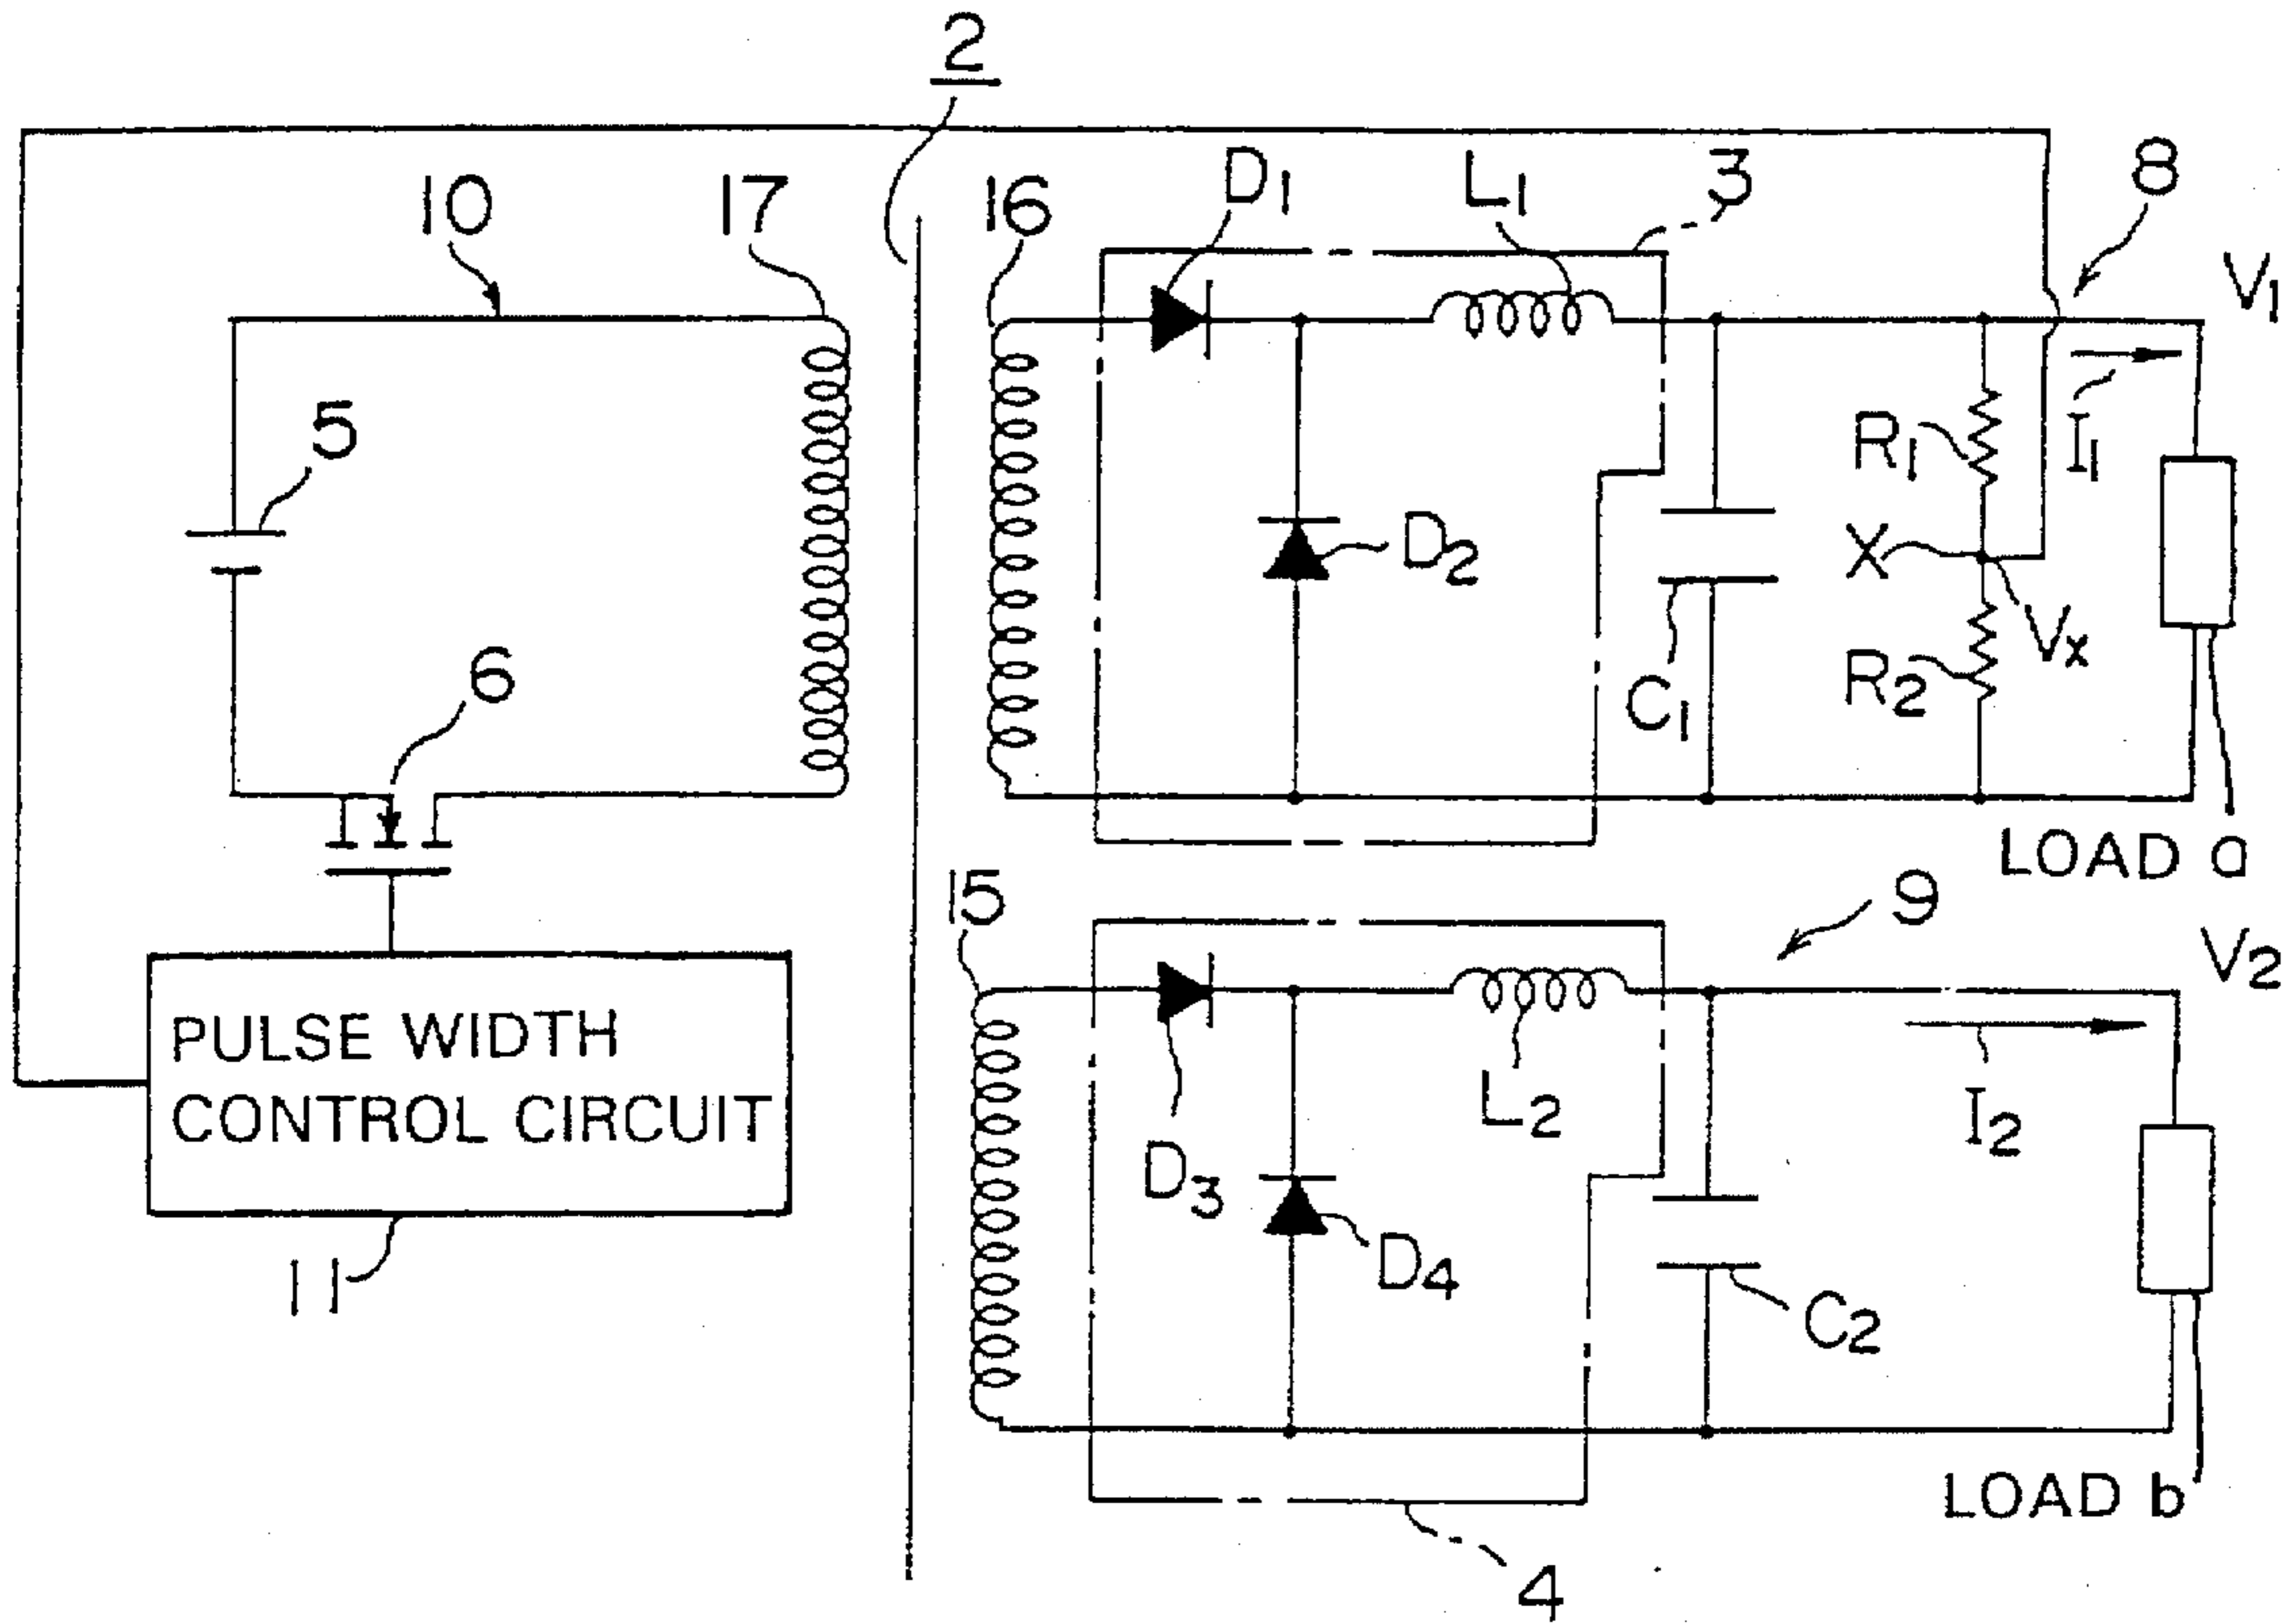 2
10
17
16
D1
L1
3
8
V1
5
R1
I1
X
D2
Vx
6
C1
R2
LOAD a
15
9
V2
PULSE WIDTH
CONTROL CIRCUIT
L2
I2
D3
D4
11
C2
LOAD b
4